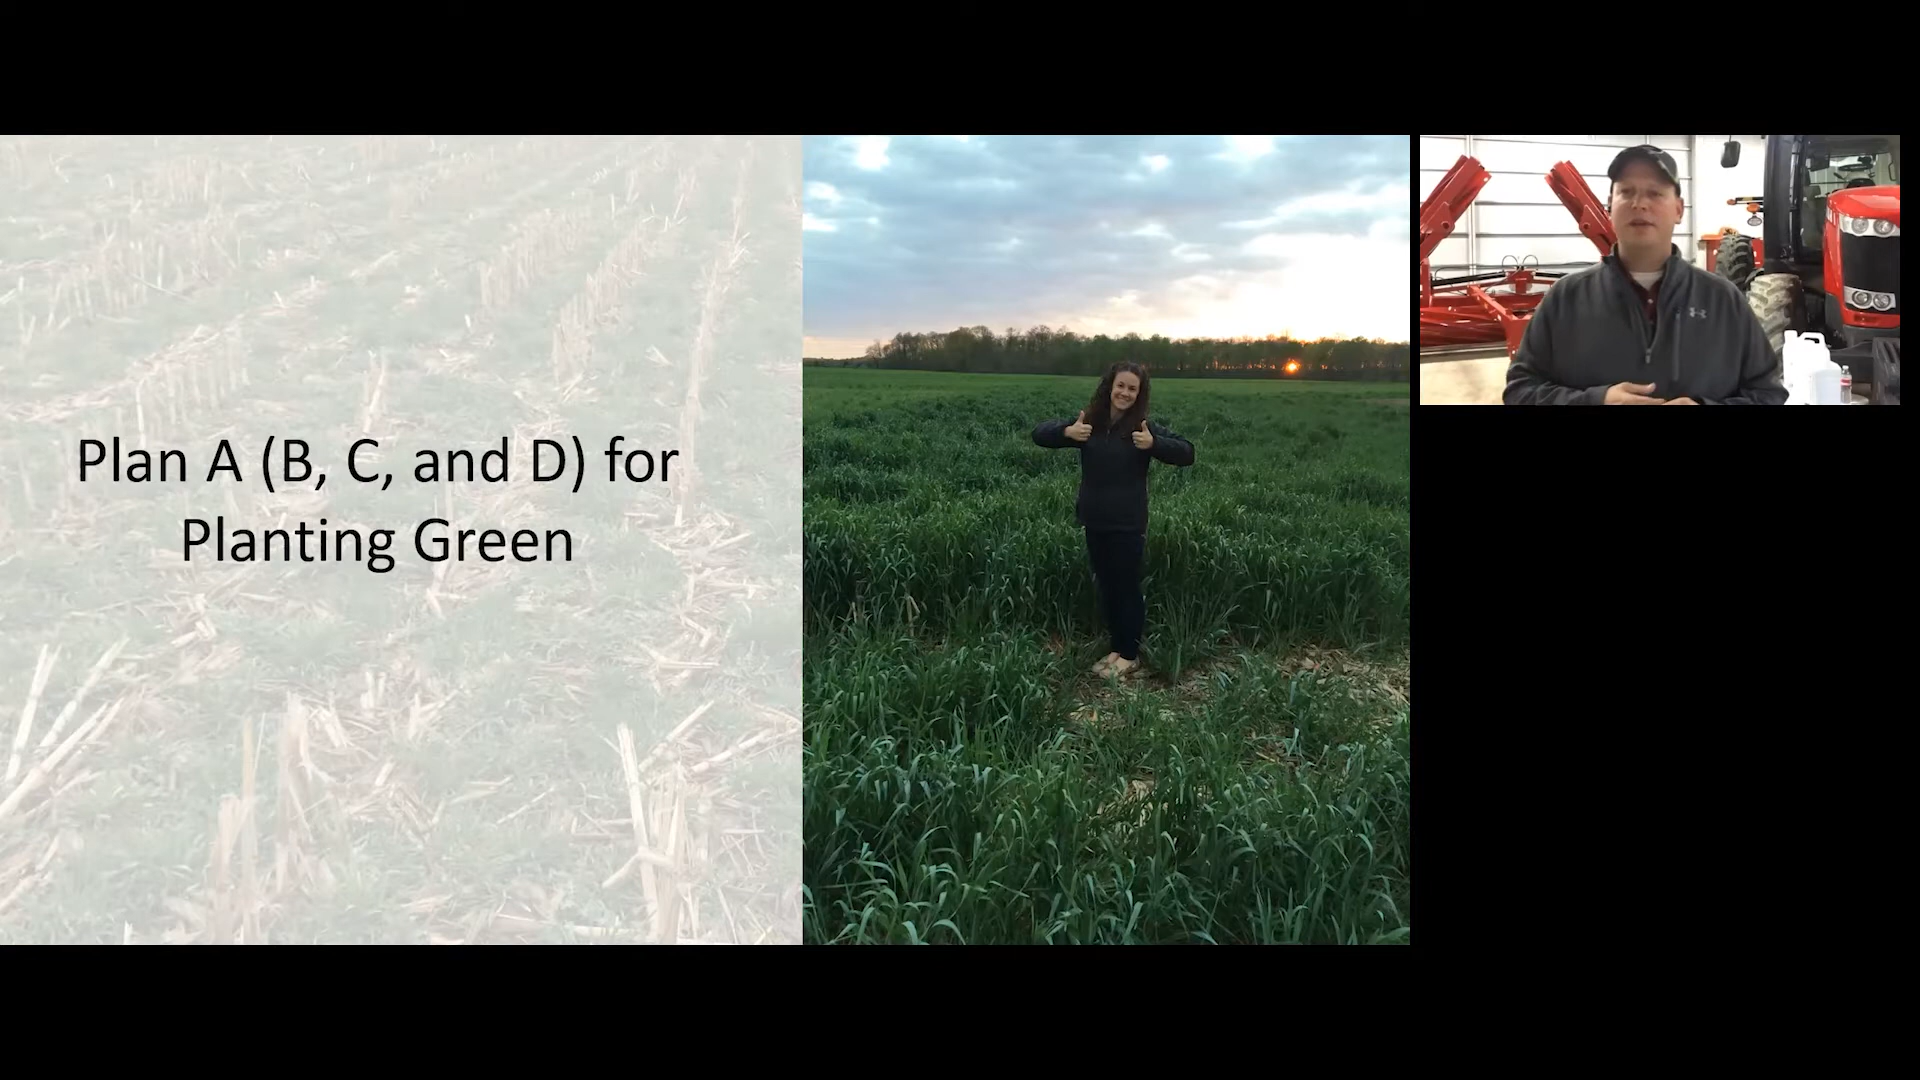 Plan A (B, C, and D) for
Planting Green